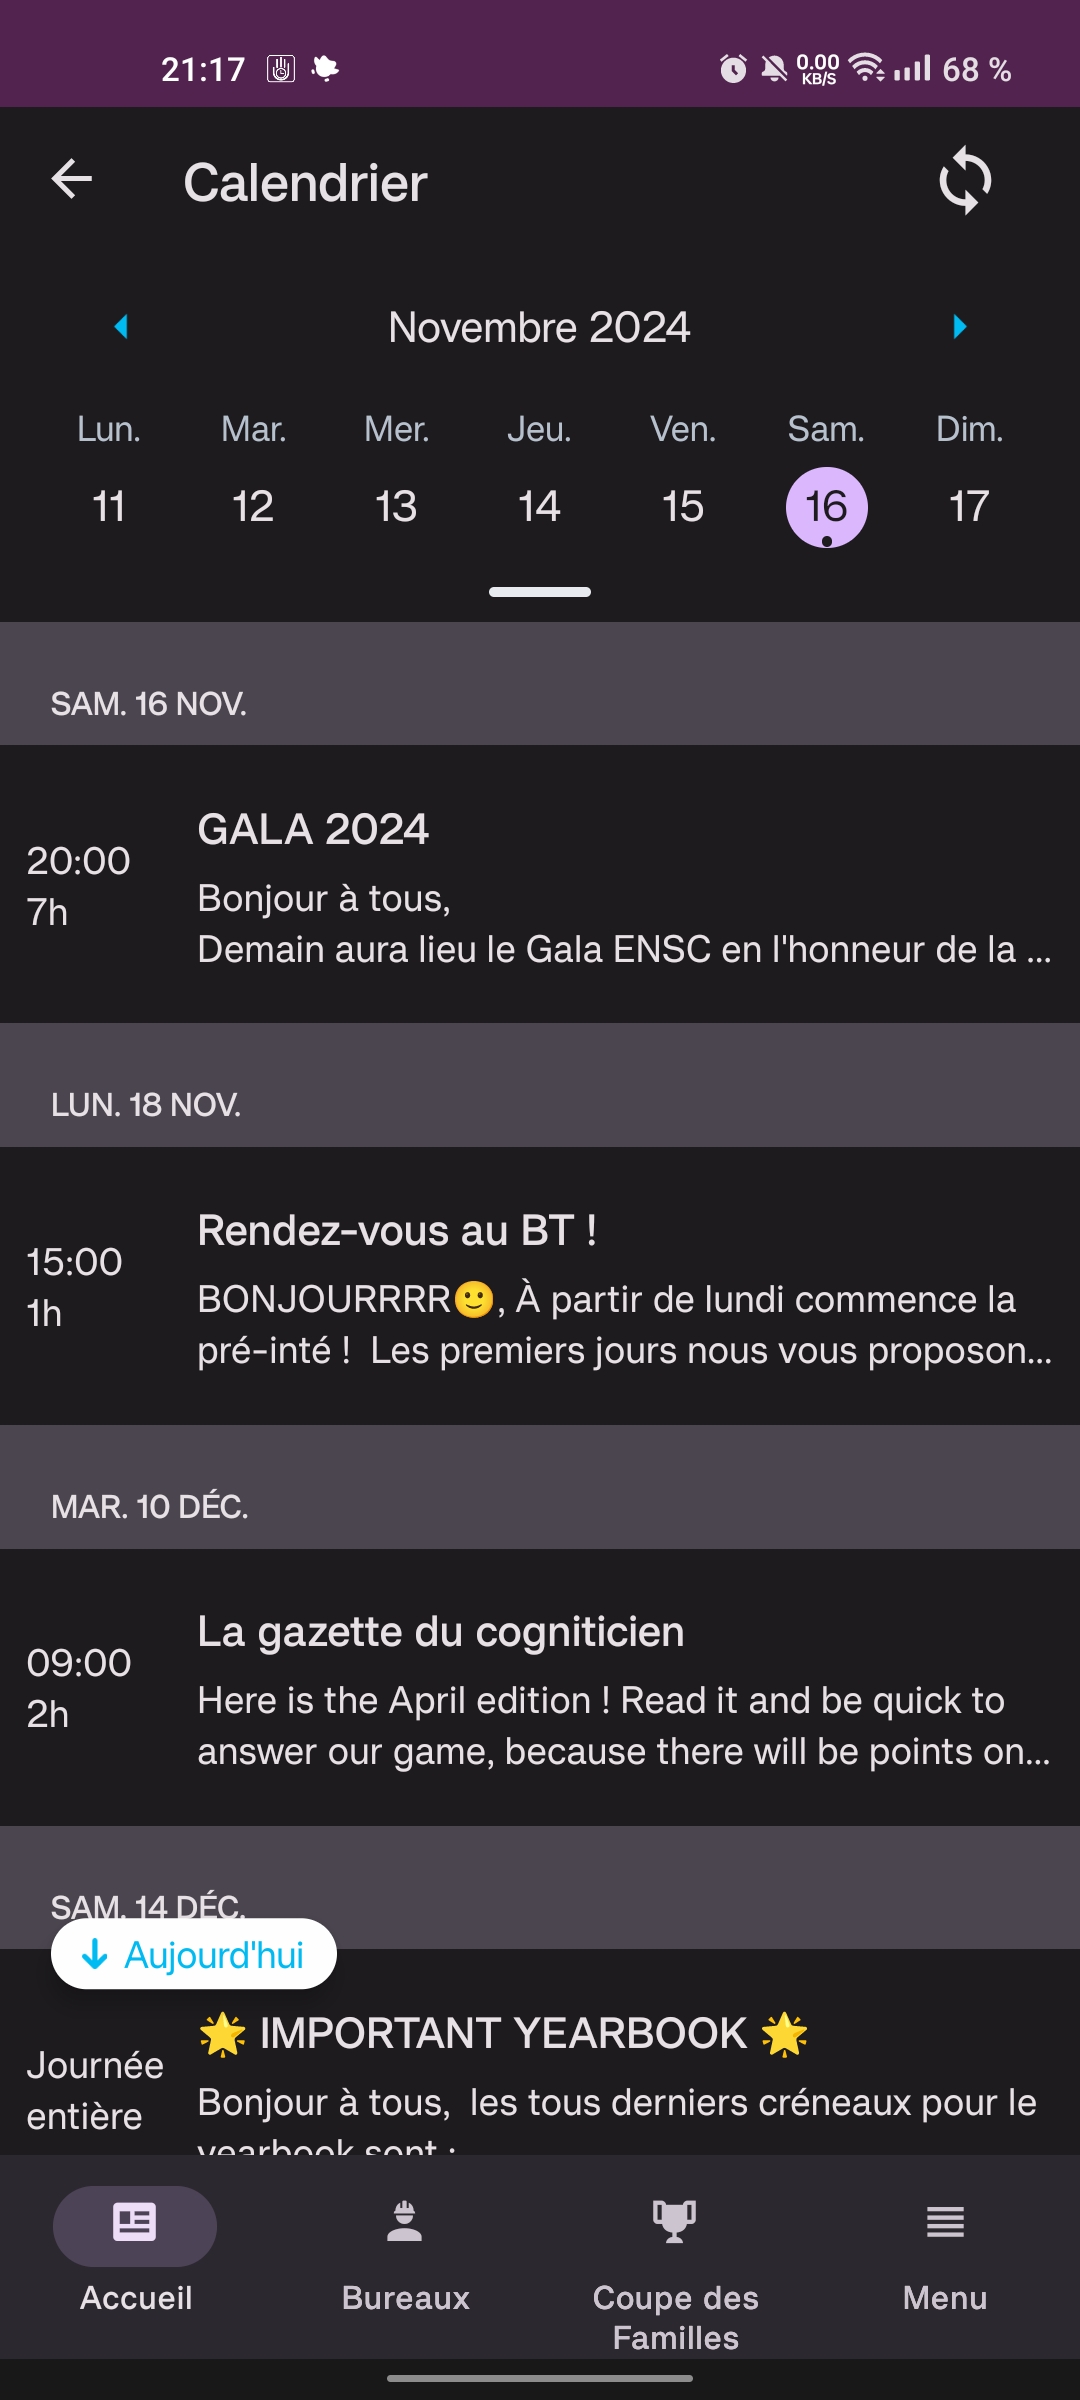 21:17
0.00
KB/S
68 %
Calendrier
Novembre 2024
Lun. Mar. Mer. Jeu. Ven. Sam. Dim.
11 12 13 14 15 16 17
SAM. 16 NOV.
GALA 2024
20:00
7h
Bonjour à tous,
Demain aura lieu le Gala ENSC en l'honneur de la ...
LUN. 18 NOV.
Rendez-vous au BT !
15:00
1h
BONJOURRRR🙂, À partir de lundi commence la
pré-inté !  Les premiers jours nous vous proposon...
MAR. 10 DÉC.
La gazette du cogniticien
09:00
2h
Here is the April edition ! Read it and be quick to
answer our game, because there will be points on...
SAM. 14 DÉC.
Aujourd'hui
🌟 IMPORTANT YEARBOOK 🌟
Journée
entière
Bonjour à tous,  les tous derniers créneaux pour le
yearbook sont :
Accueil
Bureaux
Coupe des
Familles
Menu